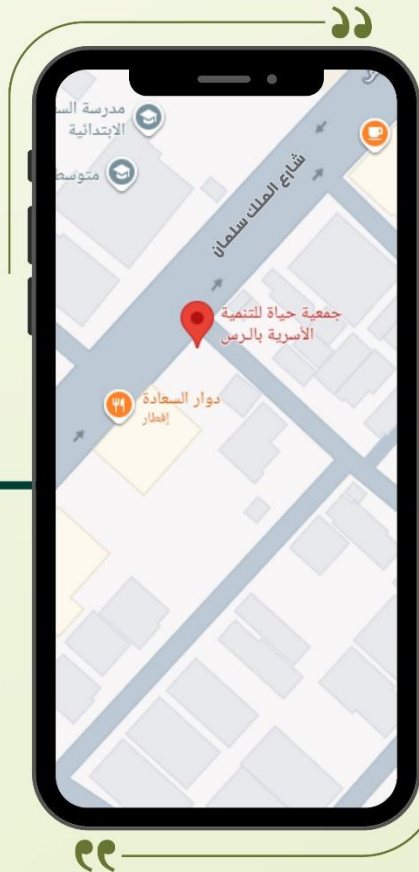 مدرسة
الابتدائية
متوسط
شارع الملك سلمان
جمعية حياة للتنمية
الأسرية بالرس
دوار السعادة
إفطار